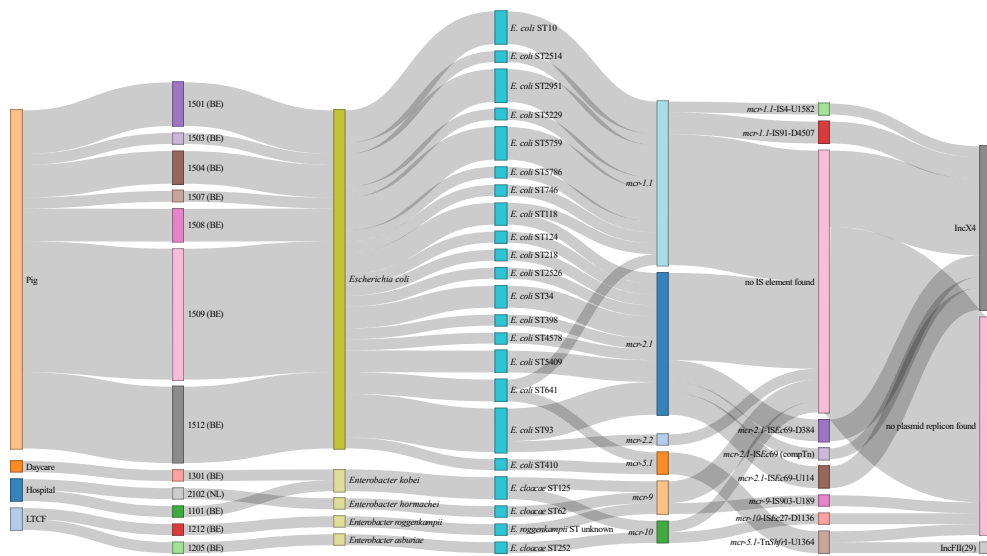 Pig
Daycare
Hospital
LTCF
1501 (BE)
1503 (BE)
1504 (BE)
1507 (BE)
1508 (BE)
1509 (BE)
1512 (BE)
1301 (BE)
2102 (NL)
1101 (BE)
1212 (BE)
1205 (BE)
Escherichia coli
Enterobacter kobei
Enterobacter hormachei
Enterobacter roggenkampii
Enterobacter asburiae
E. coli ST10
E. coli ST2514
E. coli ST2951
E. coli ST5229
E. coli ST5759
E. coli ST5786
E. coli ST746
E. coli ST118
E. coli ST124
E. coli ST218
E. coli ST2526
E. coli ST34
E. coli ST398
E. coli ST4578
E. coli ST5409
E. coli ST641
E. coli ST93
E. coli ST410
E. cloacae ST125
E. cloacae ST62
E. roggenkampii ST unknown
E. cloacae ST252
mcr-1.1
mcr-2.1
mcr-2.2
mcr-5.1
mcr-9
mcr-10
mcr-1.1-IS4-U1582
mcr-1.1-IS91-D4507
no IS element found
mcr-2.1-ISEc69-D384
mcr-2.1-ISEc69 (compTn)
mcr-2.1-ISEc69-U114
mcr-9-IS903-U189
mcr-10-ISEc27-D1136
mcr-5.1-TnShfr1-U1364
IncX4
no plasmid replicon found
IncFII(29)